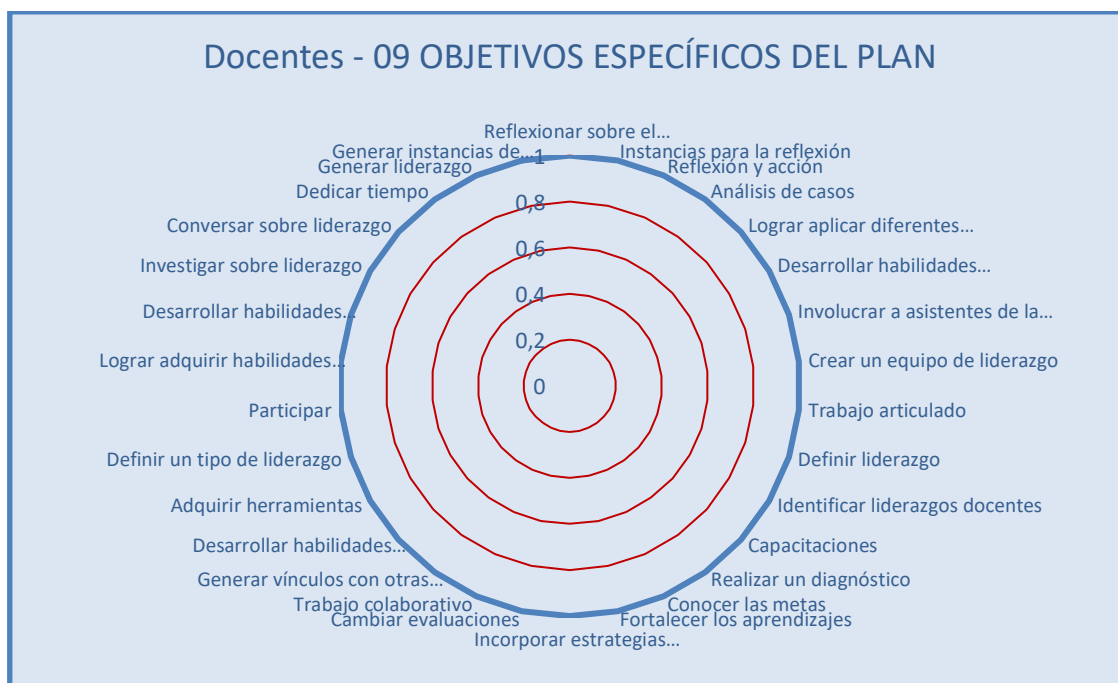 Docentes - 09 OBJETIVOS ESPECÍFICOS DEL PLAN
Reflexionar sobre el...
Instancias para la reflexión
Reflexión y acción
Análisis de casos
Lograr aplicar diferentes...
Desarrollar habilidades...
Involucrar a asistentes de la...
Crear un equipo de liderazgo
Trabajo articulado
Definir liderazgo
Identificar liderazgos docentes
Capacitaciones
Realizar un diagnóstico
Conocer las metas
Fortalecer los aprendizajes
Incorporar estrategias...
Cambiar evaluaciones
Trabajo colaborativo
Generar vínculos con otras...
Desarrollar habilidades...
Adquirir herramientas
Definir un tipo de liderazgo
Participar
Lograr adquirir habilidades...
Desarrollar habilidades...
Investigar sobre liderazgo
Conversar sobre liderazgo
Dedicar tiempo
Generar liderazgo
Generar instancias de...
1
0,8
0,6
0,4
0,2
0